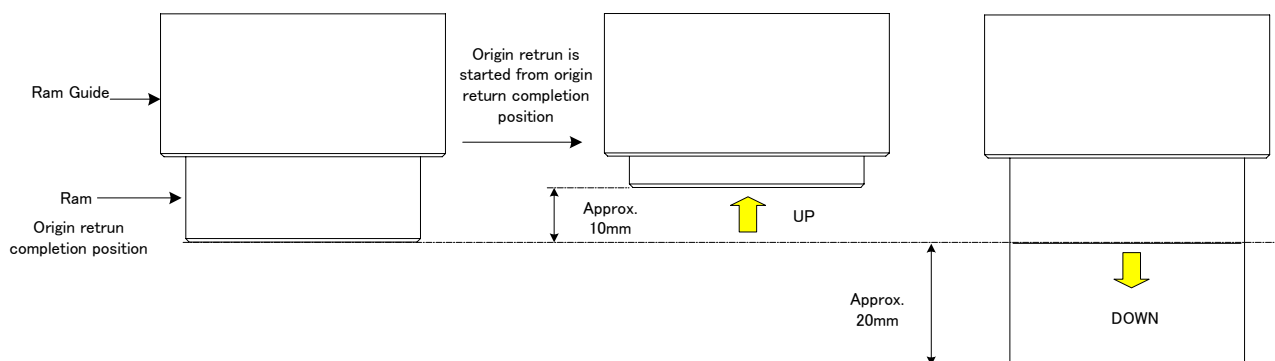 Ram Guide
Ram
Origin retrun
completion position
Origin retrun is
started from origin
return completion
position
Approx.
10mm
UP
Approx.
20mm
DOWN